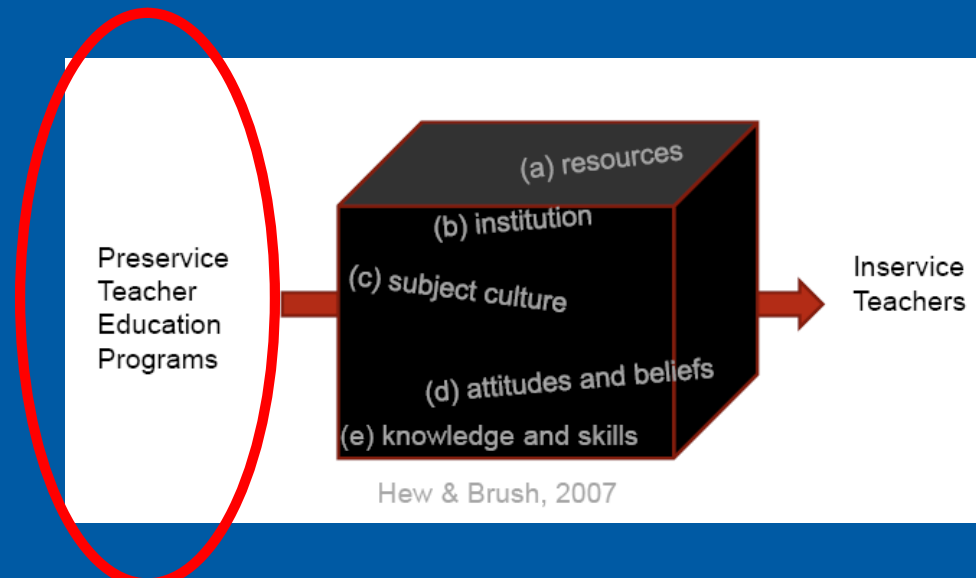 (a) resources
(b) institution
(c) subject culture
(d) attitudes and beliefs
(e) knowledge and skills
Preservice
Teacher
Education
Programs
Inservice
Teachers
Hew & Brush, 2007